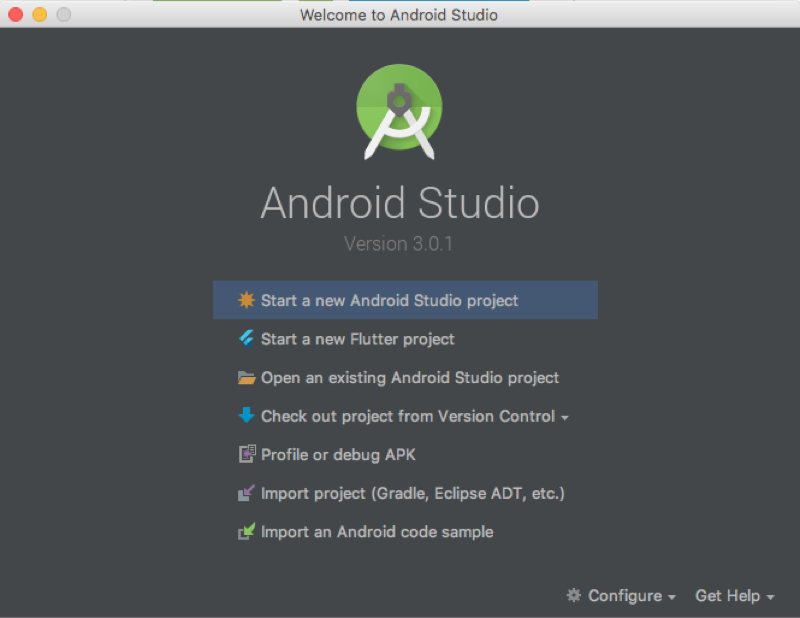 Welcome to Android Studio
Android Studio
Version 3.0.1
Start a new Android Studio project
Start a new Flutter project
Open an existing Android Studio project
Check out project from Version Control
Profile or debug APK
Import project (Gradle, Eclipse ADT, etc.)
Import an Android code sample
Configure Get Help